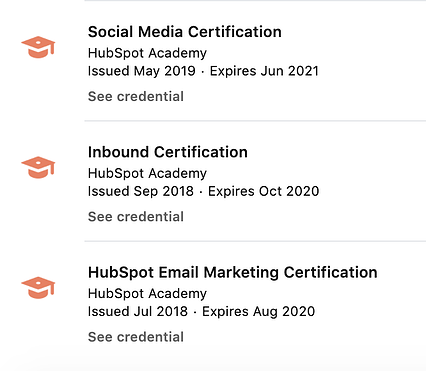 Social Media Certification
HubSpot Academy
Issued May 2019 · Expires Jun 2021
See credential
Inbound Certification
HubSpot Academy
Issued Sep 2018 · Expires Oct 2020
See credential
HubSpot Email Marketing Certification
HubSpot Academy
Issued Jul 2018 · Expires Aug 2020
See credential